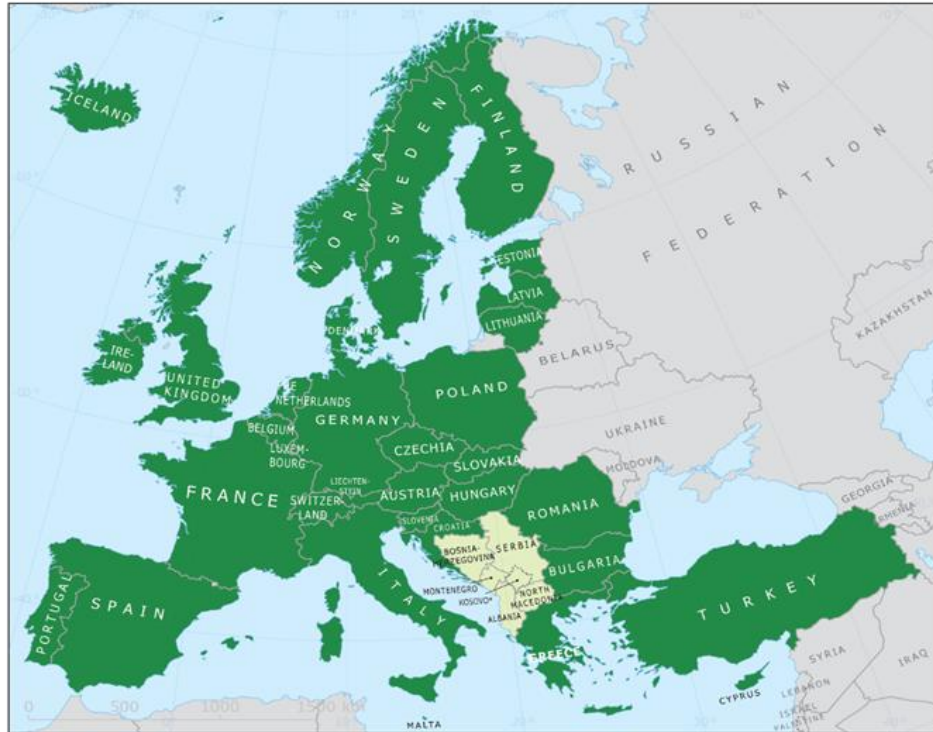 ICELAND
NORWAY
SWEDEN
FINLAND
RUSSIAN
FEDERATION
ESTONIA
LATVIA
LITHUANIA
DENMARK
IRE-
LAND
UNITED
KINGDOM
NETHERLANDS
BELGIUM
LUXEM-
BOURG
GERMANY
POLAND
BELARUS
KAZAKHSTAN
UKRAINE
MOLDOVA
CZECHIA
SLOVAKIA
LIECHTEN-
STEIN
AUSTRIA
HUNGARY
FRANCE
SWITZER-
LAND
SLOVENIA
CROATIA
ROMANIA
GEORGIA
BOSNIA-
HERZEGOVINA
SERBIA
BULGARIA
MONTENEGRO
KOSOVO*
NORTH
MACEDONIA
ALBANIA
ITALY
PORTUGAL
SPAIN
GREECE
TURKEY
CYPRUS
SYRIA
IRAQ
LEBANON
ISRAEL
PALESTINE
MALTA
0 500 1000 1500 km